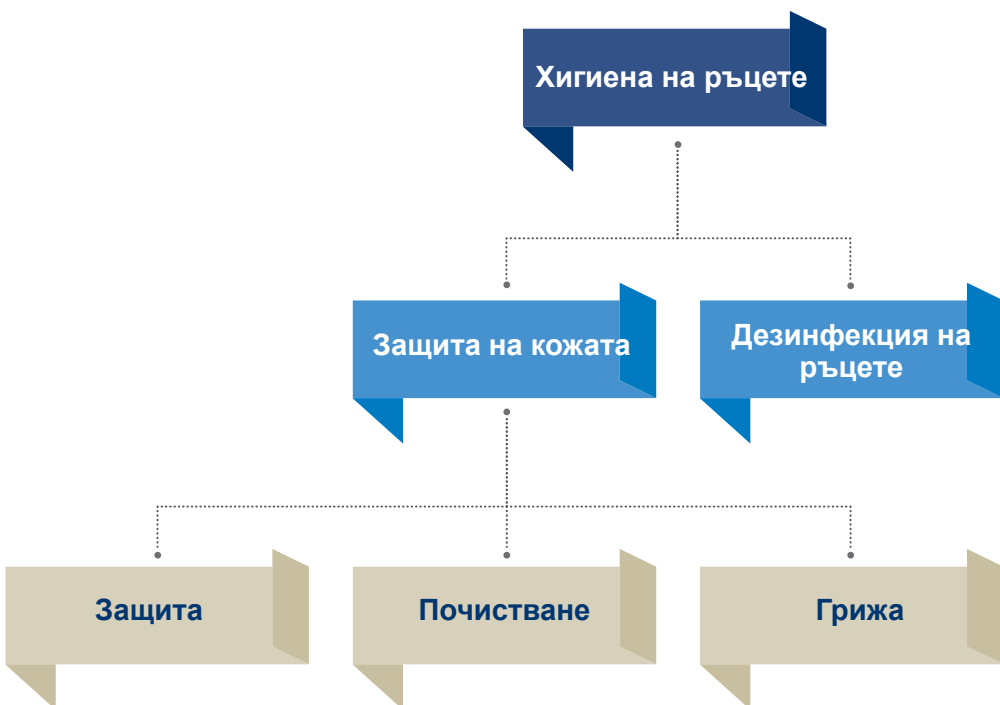 Хигиена на ръцете
Защита на кожата
Дезинфекция на
ръцете
Защита
Почистване
Грижа